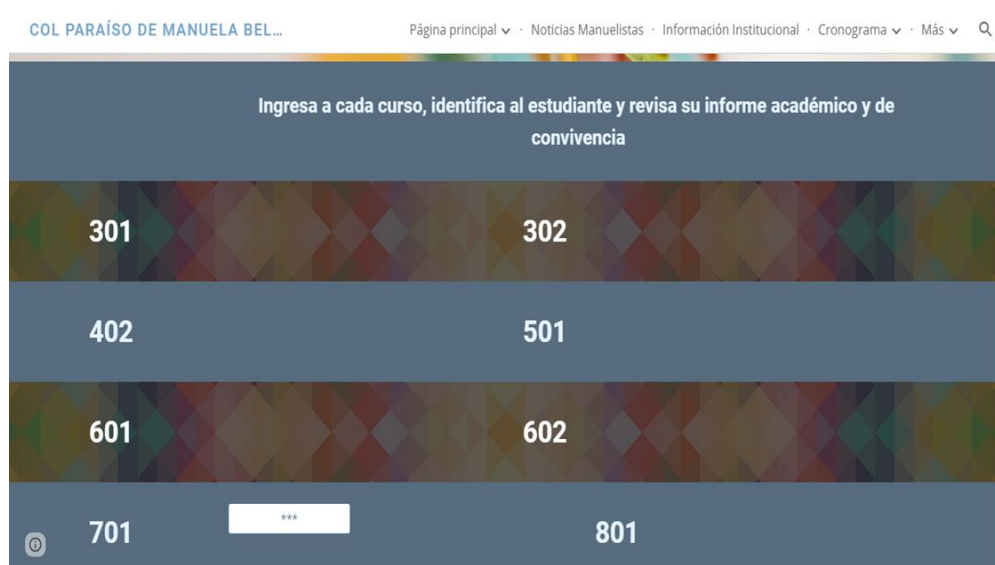 COL PARAÍSO DE MANUELA BEL...
Página principal · Noticias Manuelistas · Información Institucional · Cronograma · Más
Ingresa a cada curso, identifica al estudiante y revisa su informe académico y de
convivencia
301 302
402 501
601 602
701 *** 801